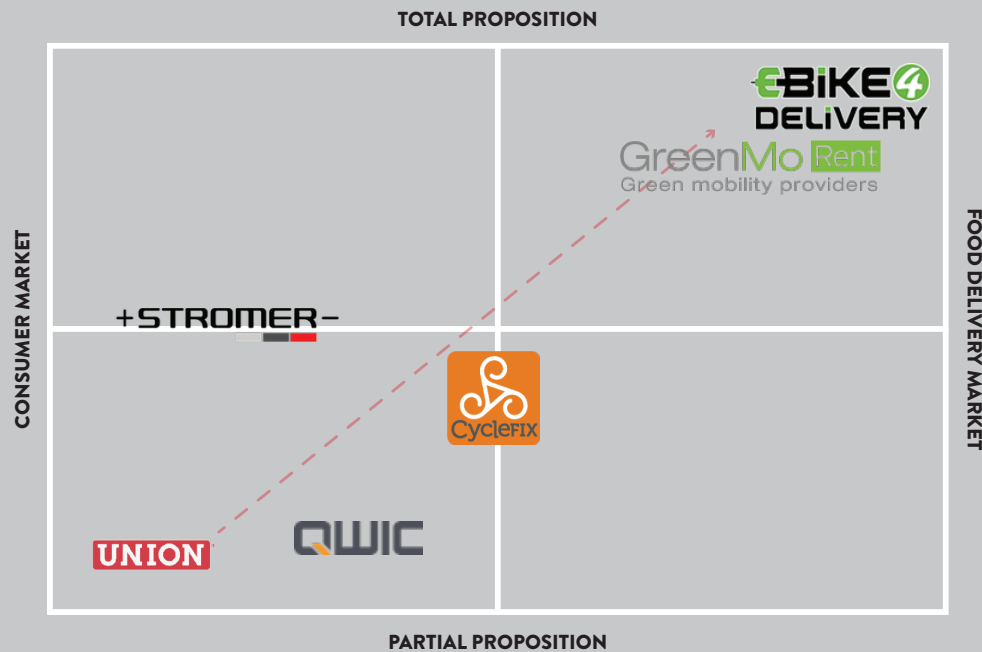 TOTAL PROPOSITION
EBiKE4
DELiVERY
GreenMo Rent
Green mobility providers
CONSUMER MARKET
FOOD DELIVERY MARKET
+STROMER-
CycleFIX
UNION
QWIC
PARTIAL PROPOSITION